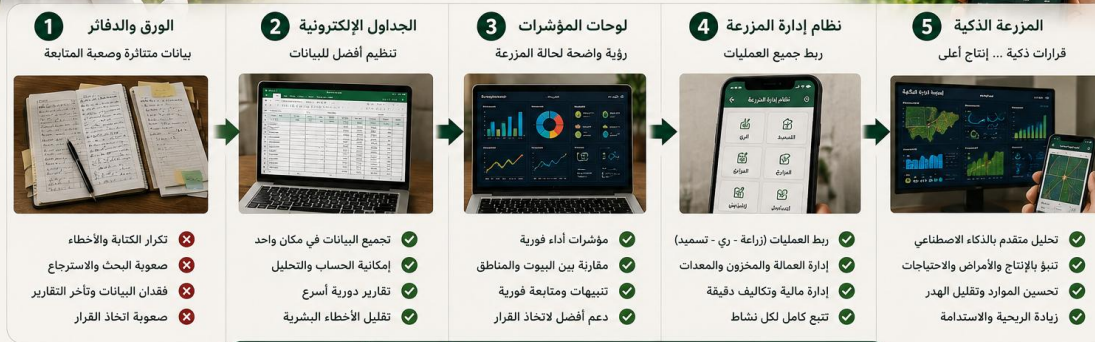 1 الورق والدفاتر
بيانات متناثرة وصعبة المتابعة
تكرار الكتابة والأخطاء
صعوبة البحث والاسترجاع
فقدان البيانات وتأخر التقارير
صعوبة اتخاذ القرار
2 الجداول الإلكترونية
تنظيم أفضل للبيانات
تجميع البيانات في مكان واحد
إمكانية الحساب والتحليل
تقارير دورية أسرع
تقليل الأخطاء البشرية
3 لوحات المؤشرات
رؤية واضحة لحالة المزرعة
مؤشرات أداء فورية
مقارنة بين البيوت والمناطق
تنبيهات ومتابعة فورية
دعم أفضل لاتخاذ القرار
4 نظام إدارة المزرعة
ربط جميع العمليات
نظام إدارة المزرعة
الري
ربط العمليات (زراعة - ري - تسميد)
إدارة العمالة والمخزون والمعدات
إدارة مالية وتكاليف دقيقة
تتبع كامل لكل نشاط
5 المزرعة الذكية
قرارات ذكية ... إنتاج أعلى
تحليل متقدم بالذكاء الاصطناعي
تنبؤ بالإنتاج والأمراض والاحتياجات
تحسين الموارد وتقليل الهدر
زيادة الربحية والاستدامة